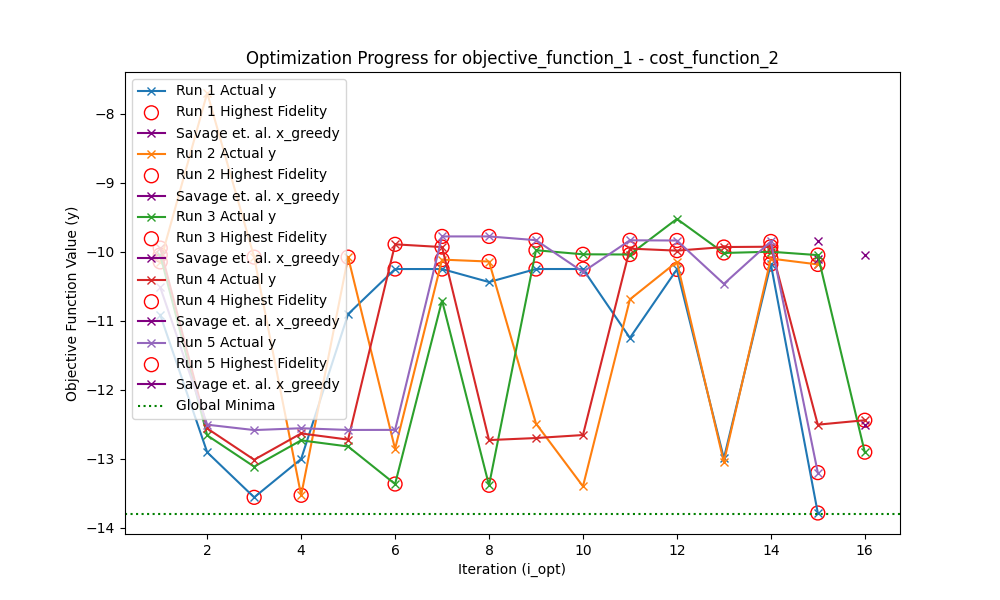 Optimization Progress for objective_function_1 - cost_function_2
Objective Function Value (y)
−8
−9
−10
−11
−12
−13
−14
Run 1 Actual y
Run 1 Highest Fidelity
Savage et. al. x_greedy
Run 2 Actual y
Run 2 Highest Fidelity
Savage et. al. x_greedy
Run 3 Actual y
Run 3 Highest Fidelity
Savage et. al. x_greedy
Run 4 Actual y
Run 4 Highest Fidelity
Savage et. al. x_greedy
Run 5 Actual y
Run 5 Highest Fidelity
Savage et. al. x_greedy
Global Minima
2 4 6 8 10 12 14 16
Iteration (i_opt)